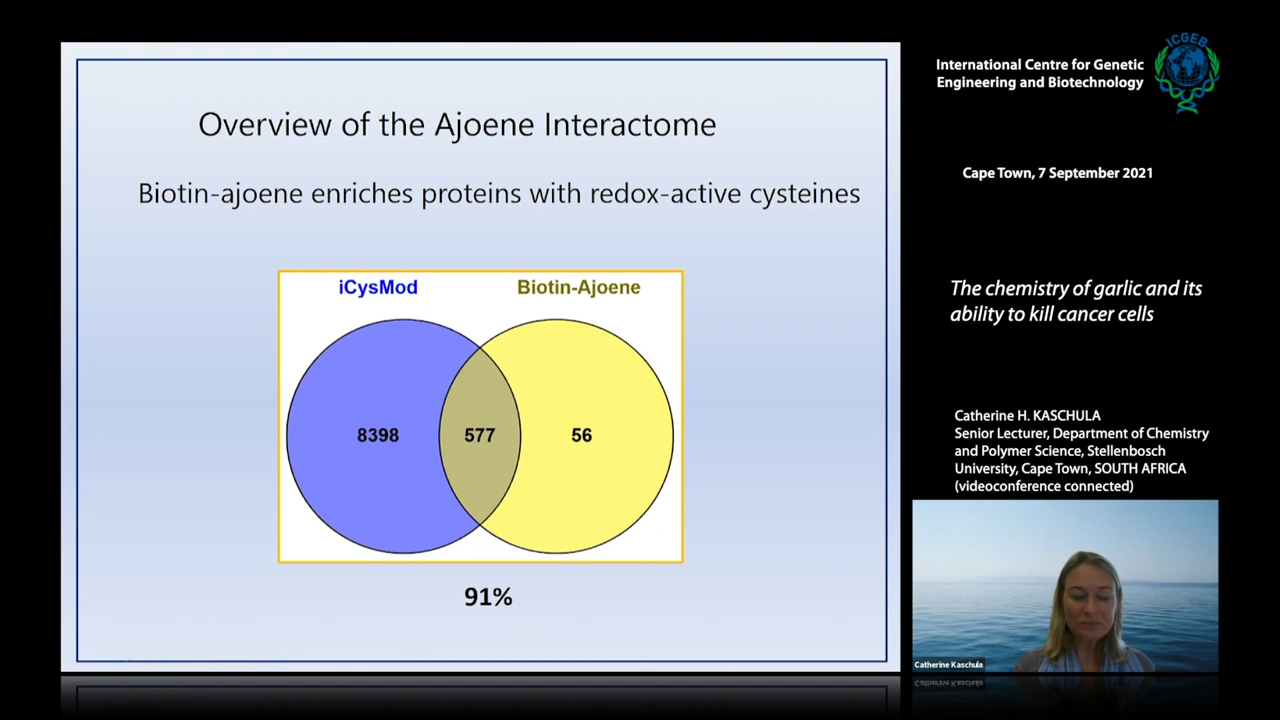 Overview of the Ajoene Interactome
Biotin-ajoene enriches proteins with redox-active cysteines
iCysMod
Biotin-Ajoene
8398
577
56
91%
International Centre for Genetic
Engineering and Biotechnology
ICGEB
Cape Town, 7 September 2021
The chemistry of garlic and its
ability to kill cancer cells
Catherine H. KASCHULA
Senior Lecturer, Department of Chemistry
and Polymer Science, Stellenbosch
University, Cape Town, SOUTH AFRICA
(videoconference connected)
Catherine Kaschula
Catherine Kaschula